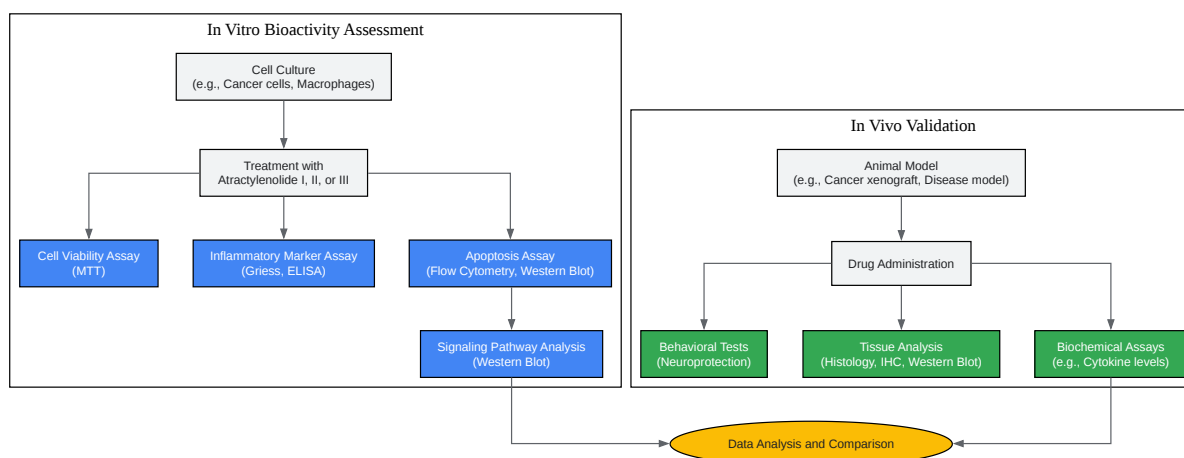 In Vitro Bioactivity Assessment
Cell Culture
(e.g., Cancer cells, Macrophages)
Treatment with
Atractylenolide I, II, or III
Cell Viability Assay
(MTT)
Inflammatory Marker Assay
(Griess, ELISA)
Apoptosis Assay
(Flow Cytometry, Western Blot)
Signaling Pathway Analysis
(Western Blot)
In Vivo Validation
Animal Model
(e.g., Cancer xenograft, Disease model)
Drug Administration
Behavioral Tests
(Neuroprotection)
Tissue Analysis
(Histology, IHC, Western Blot)
Biochemical Assays
(e.g., Cytokine levels)
Data Analysis and Comparison